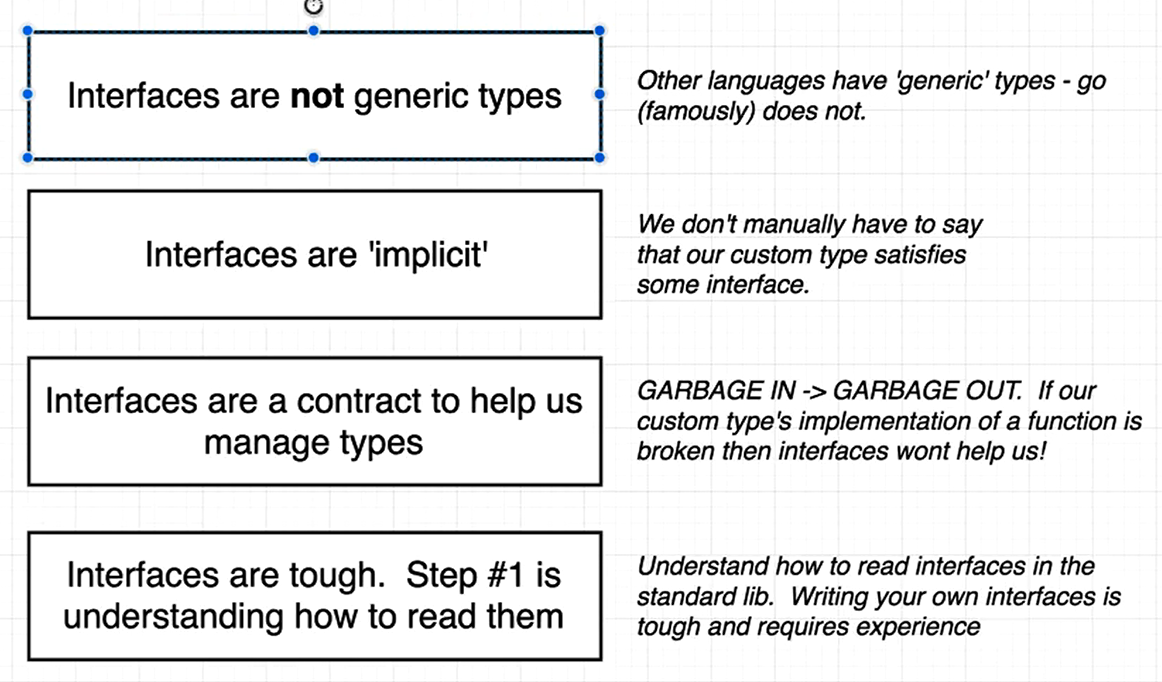 Interfaces are not generic types
Other languages have 'generic' types - go
(famously) does not.
Interfaces are 'implicit'
We don't manually have to say
that our custom type satisfies
some interface.
Interfaces are a contract to help us
manage types
GARBAGE IN -> GARBAGE OUT.  If our
custom type's implementation of a function is
broken then interfaces wont help us!
Interfaces are tough.  Step #1 is
understanding how to read them
Understand how to read interfaces in the
standard lib.  Writing your own interfaces is
tough and requires experience